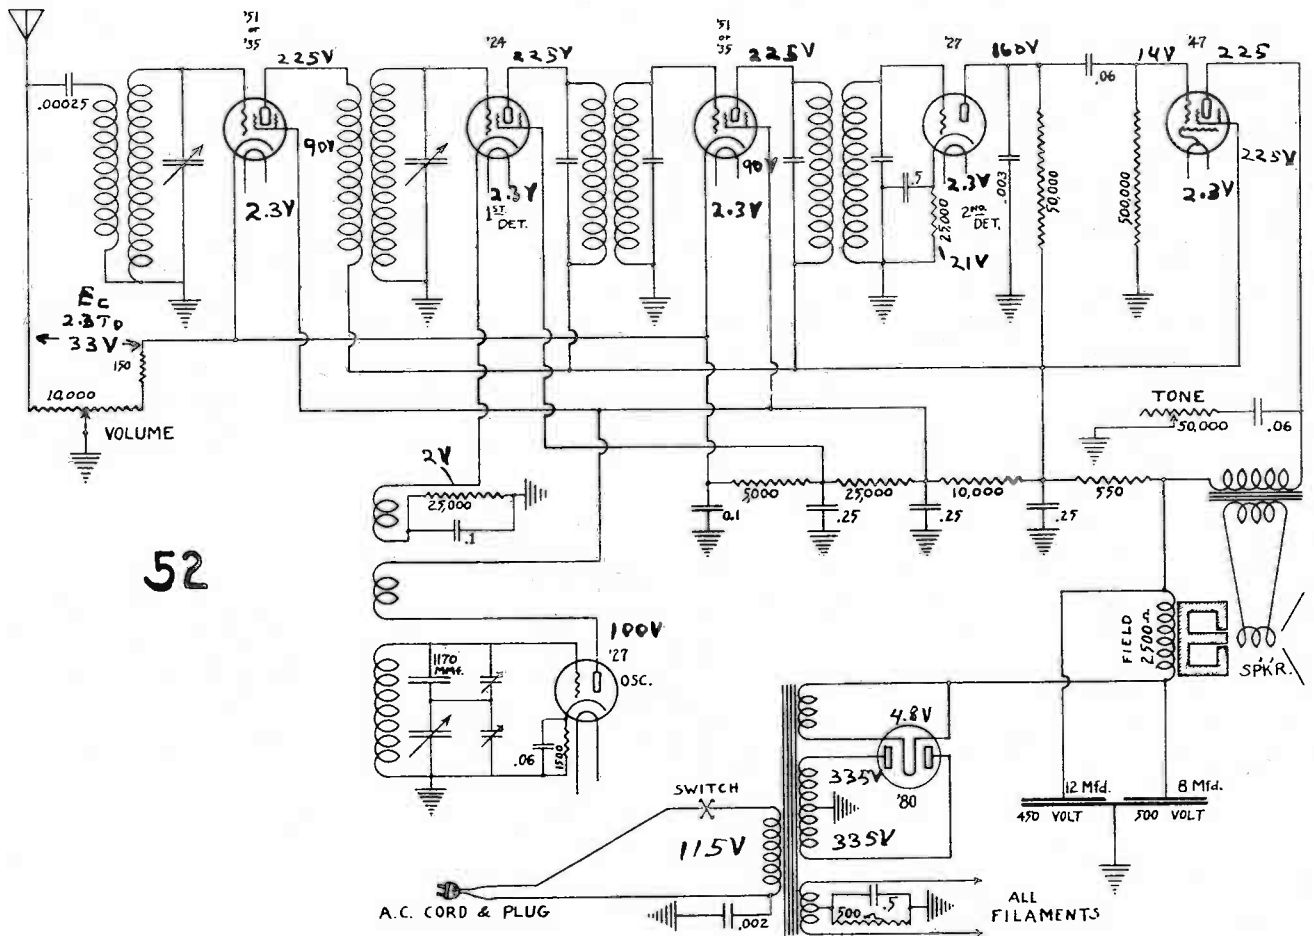 '51
or
'35
'24
'51
or
'35
'27
'47
225V
225V
225V
160V
14V
225
.00025
.06
90V
90V
225V
2.3V
2.3V
1ST.
DET.
2.3V
.5
2.3V
2ND
DET.
25,000
21V
.003
50,000
500,000
2.3V
Ec
2.3 TO
33V
150
10,000
VOLUME
TONE
50,000
.06
2V
25,000
.1
5,000
25,000
10,000
550
0.1
.25
.25
.25
52
100V
'27
OSC.
1170
MMf.
.06
1500
FIELD
2,500Ω
SPK'R.
4.8V
'80
335V
335V
SWITCH
115V
12 Mfd.
8 Mfd.
450 VOLT
500 VOLT
A.C. CORD & PLUG
.002
.5
500Ω
ALL
FILAMENTS